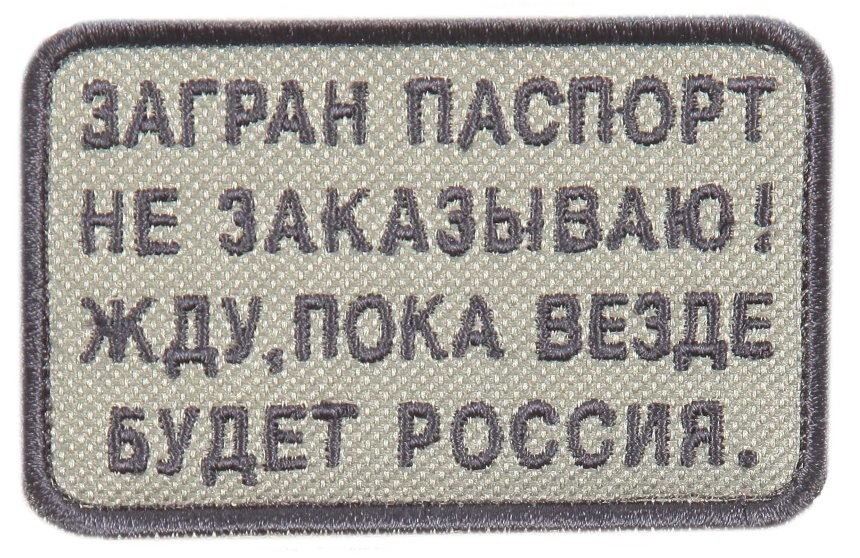 ЗАГРАН ПАСПОРТ
НЕ ЗАКАЗЫВАЮ!
ЖДУ, ПОКА ВЕЗДЕ
БУДЕТ РОССИЯ.